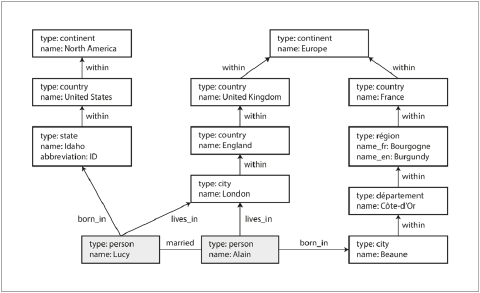 type: continent
name: North America
type: continent
name: Europe
within
within
within
type: country
name: United States
type: country
name: United Kingdom
type: country
name: France
within
within
within
type: state
name: Idaho
abbreviation: ID
type: country
name: England
type: région
name_fr: Bourgogne
name_en: Burgundy
within
within
type: city
name: London
type: département
name: Côte-d'Or
born_in
lives_in
lives_in
within
type: person
name: Lucy
married
type: person
name: Alain
born_in
type: city
name: Beaune